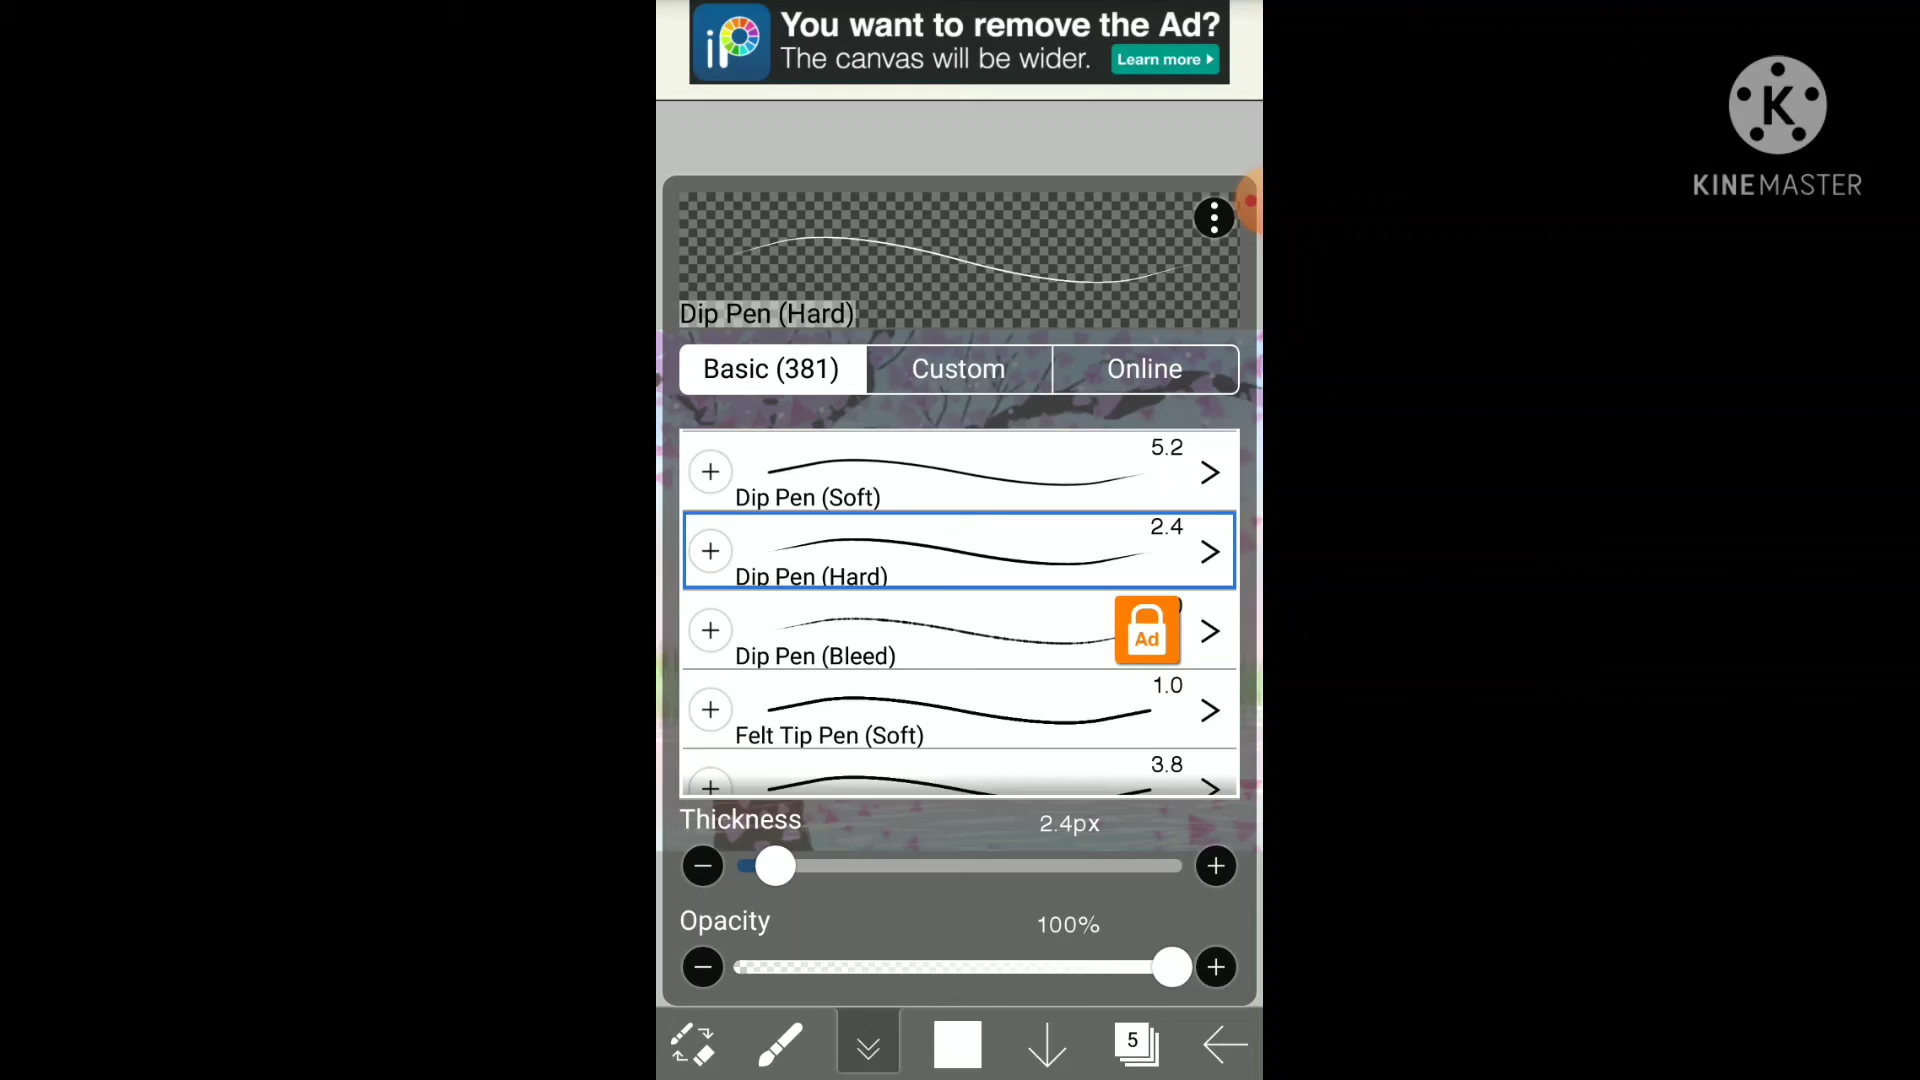 iP
You want to remove the Ad?
The canvas will be wider.
Learn more
K
KINEMASTER
Dip Pen (Hard)
Basic (381)
Custom
Online
5.2
Dip Pen (Soft)
2.4
Dip Pen (Hard)
Ad
Dip Pen (Bleed)
1.0
Felt Tip Pen (Soft)
3.8
Thickness
2.4px
Opacity
100%
5